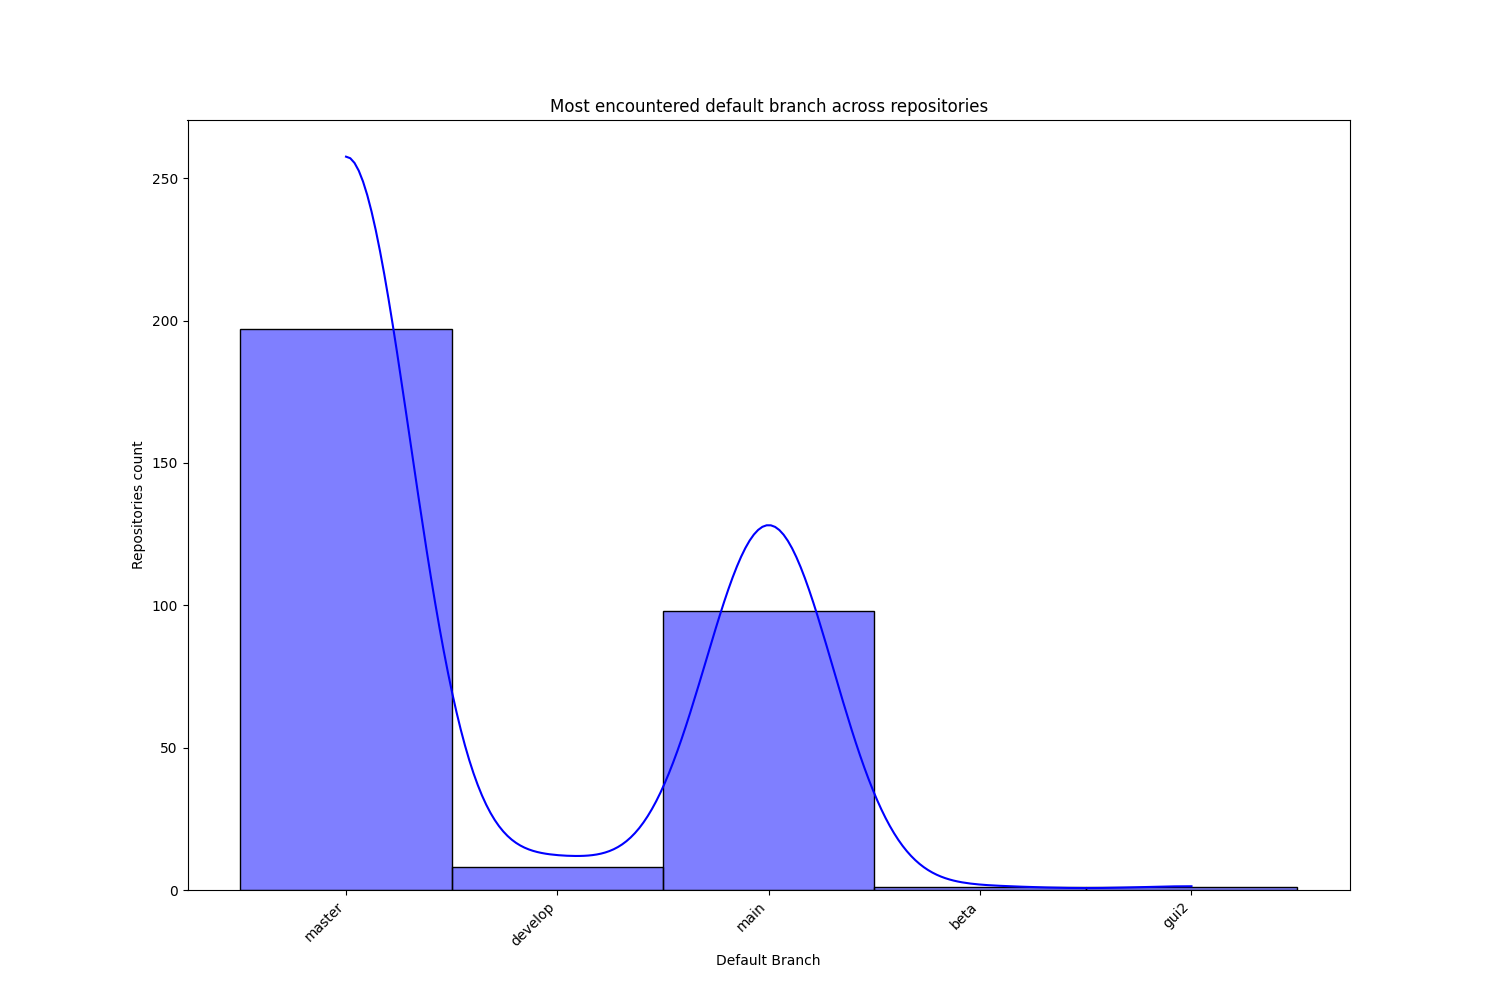 Most encountered default branch across repositories
250
200
150
100
50
0
Repositories count
master
develop
main
beta
gui2
Default Branch